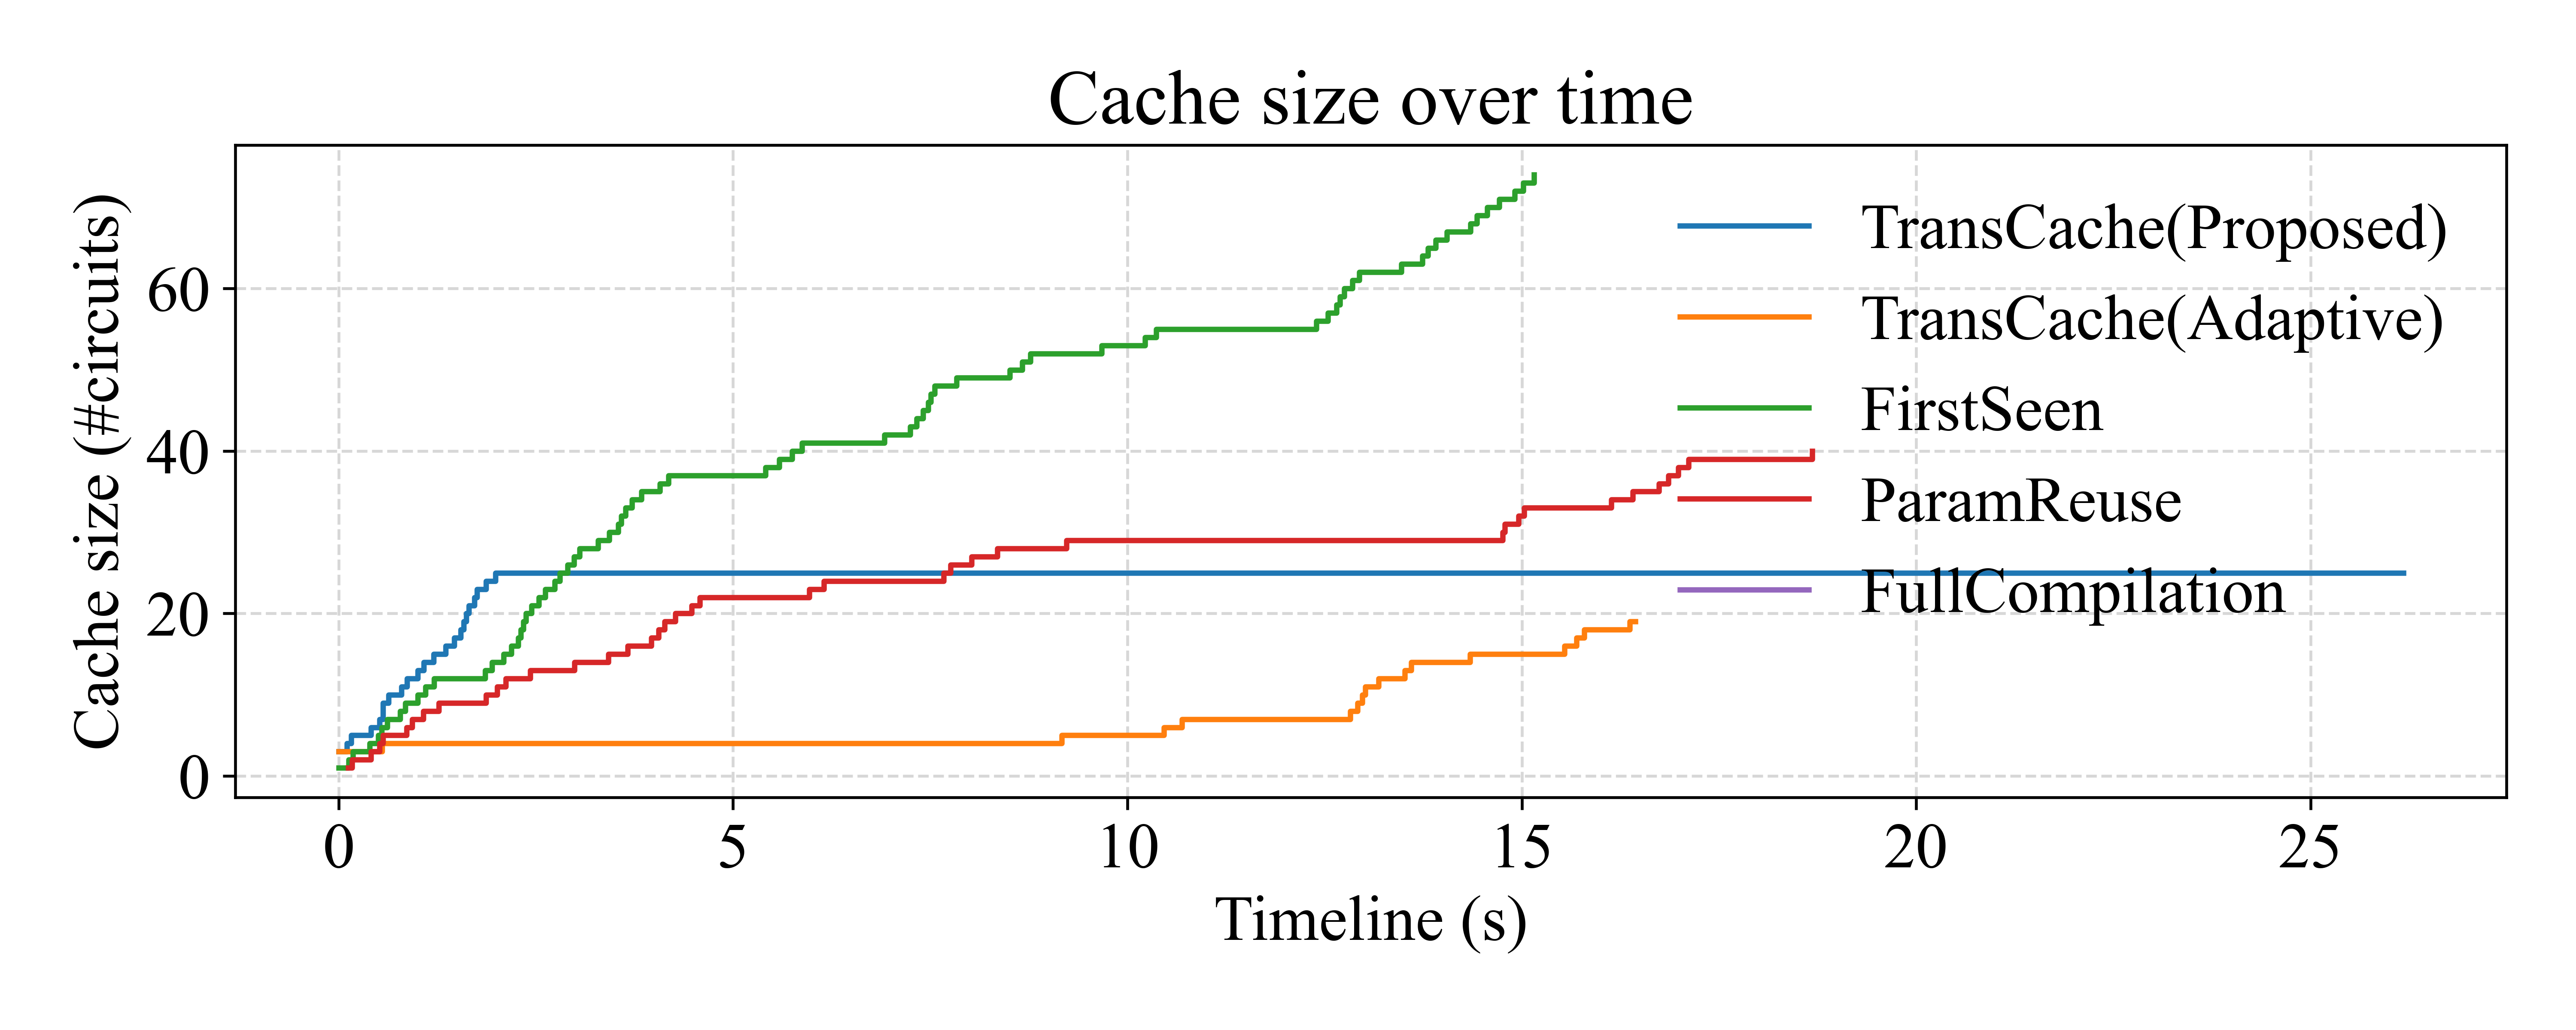 Cache size over time
Cache size (#circuits)
60
40
20
0
TransCache(Proposed)
TransCache(Adaptive)
FirstSeen
ParamReuse
FullCompilation
0 5 10 15 20 25
Timeline (s)